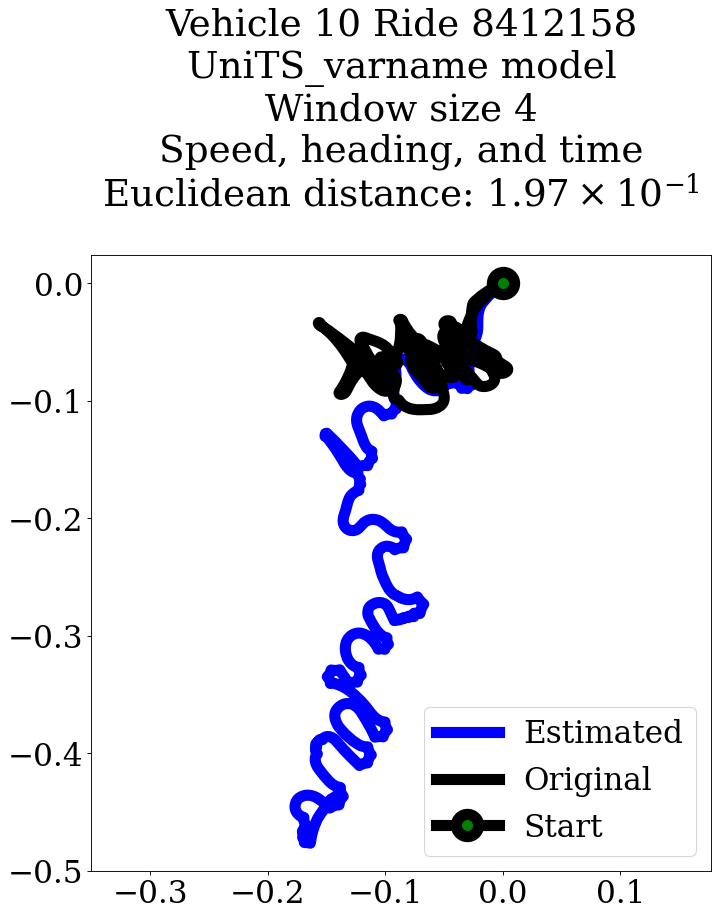 Vehicle 10 Ride 8412158
UniTS_varname model
Window size 4
Speed, heading, and time
Euclidean distance: 1.97 × 10⁻¹
0.0
−0.1
−0.2
−0.3
−0.4
−0.5
Estimated
Original
Start
−0.3 −0.2 −0.1 0.0 0.1